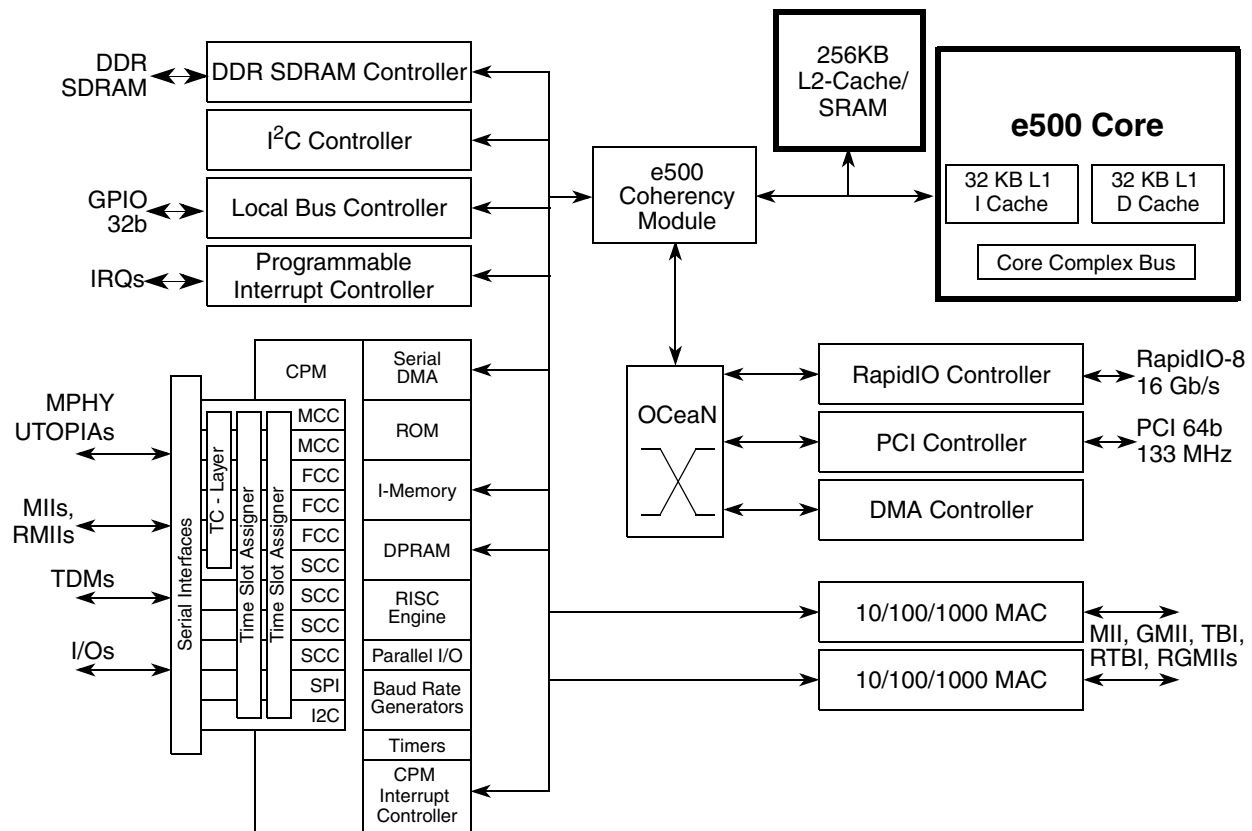 DDR
SDRAM
DDR SDRAM Controller
I²C Controller
GPIO
32b
Local Bus Controller
IRQs
Programmable
Interrupt Controller
256KB
L2-Cache/
SRAM
e500 Core
32 KB L1
I Cache
32 KB L1
D Cache
Core Complex Bus
e500
Coherency
Module
OCeaN
RapidIO Controller
RapidIO-8
16 Gb/s
PCI Controller
PCI 64b
133 MHz
DMA Controller
10/100/1000 MAC
10/100/1000 MAC
MII, GMII, TBI,
RTBI, RGMIIs
MPHY
UTOPIAs
MIIs,
RMIIs
TDMs
I/Os
Serial Interfaces
TC - Layer
Time Slot Assigner
Time Slot Assigner
CPM
MCC
MCC
FCC
FCC
FCC
SCC
SCC
SCC
SCC
SPI
I2C
Serial
DMA
ROM
I-Memory
DPRAM
RISC
Engine
Parallel I/O
Baud Rate
Generators
Timers
CPM
Interrupt
Controller